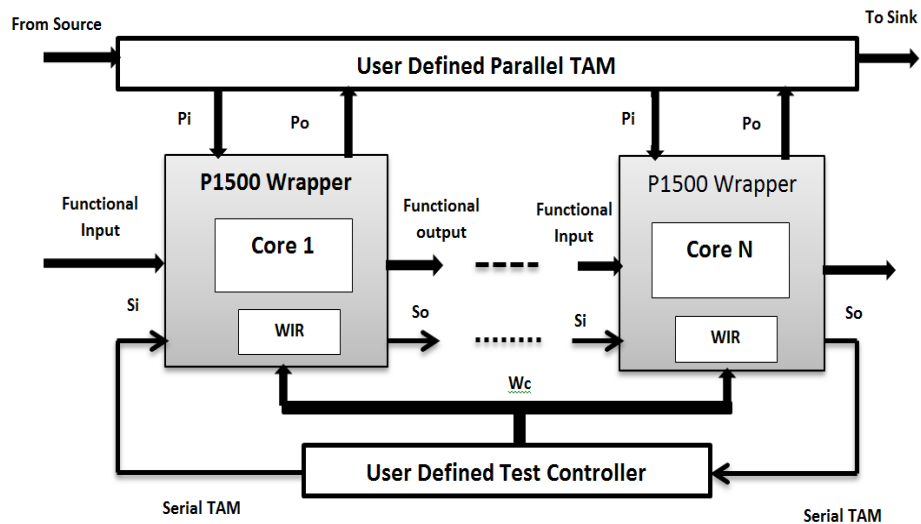 From Source
To Sink
User Defined Parallel TAM
Pi
Po
Pi
Po
P1500 Wrapper
P1500 Wrapper
Functional
Input
Core 1
Functional
output
Functional
Input
Core N
Si
WIR
So
Si
WIR
So
Wc
User Defined Test Controller
Serial TAM
Serial TAM